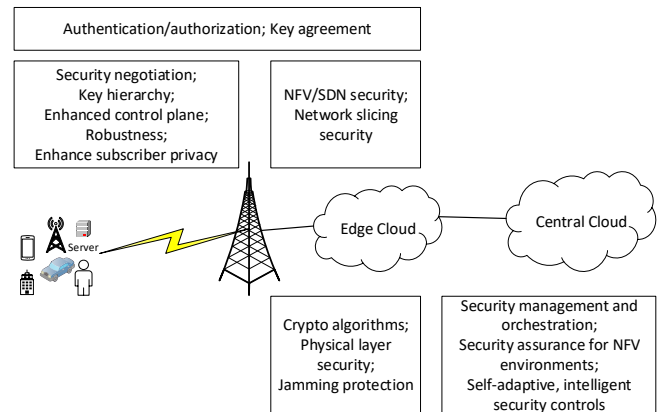 Authentication/authorization; Key agreement
Security negotiation;
Key hierarchy;
Enhanced control plane;
Robustness;
Enhance subscriber privacy
NFV/SDN security;
Network slicing
security
Server
Edge Cloud
Central Cloud
Crypto algorithms;
Physical layer
security;
Jamming protection
Security management and
orchestration;
Security assurance for NFV
environments;
Self-adaptive, intelligent
security controls